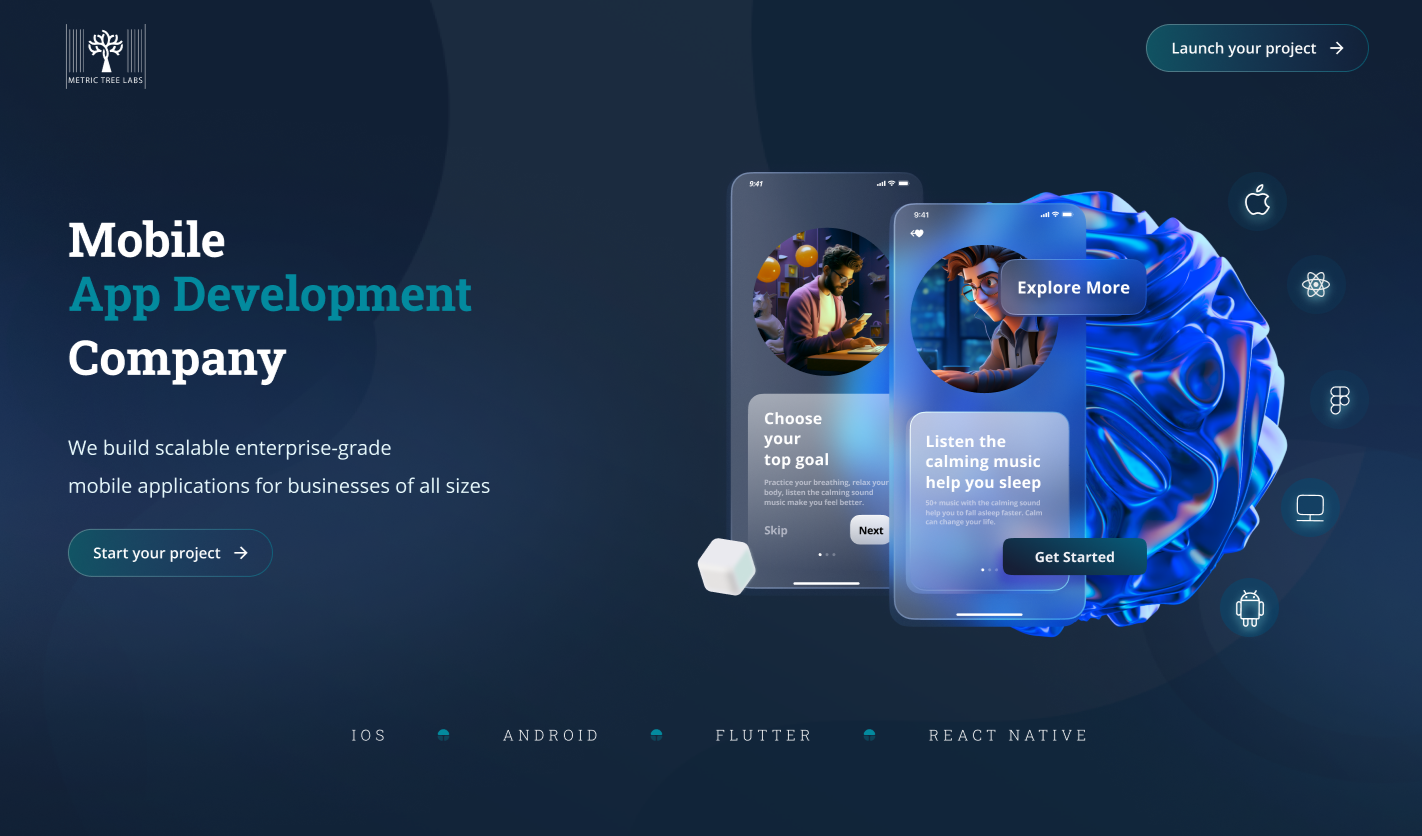 METRIC TREE LABS
Launch your project
Mobile
App Development
Company
We build scalable enterprise-grade
mobile applications for businesses of all sizes
Start your project
9:41
Choose
your
top goal
Practice your breathing, relax your
body, listen the calming sound
music make you feel better.
Skip
Next
9:41
Explore More
Listen the
calming music
help you sleep
50+ music with the calming sound
help you to fall asleep faster. Calm
can change your life.
Get Started
IOS
ANDROID
FLUTTER
REACT NATIVE